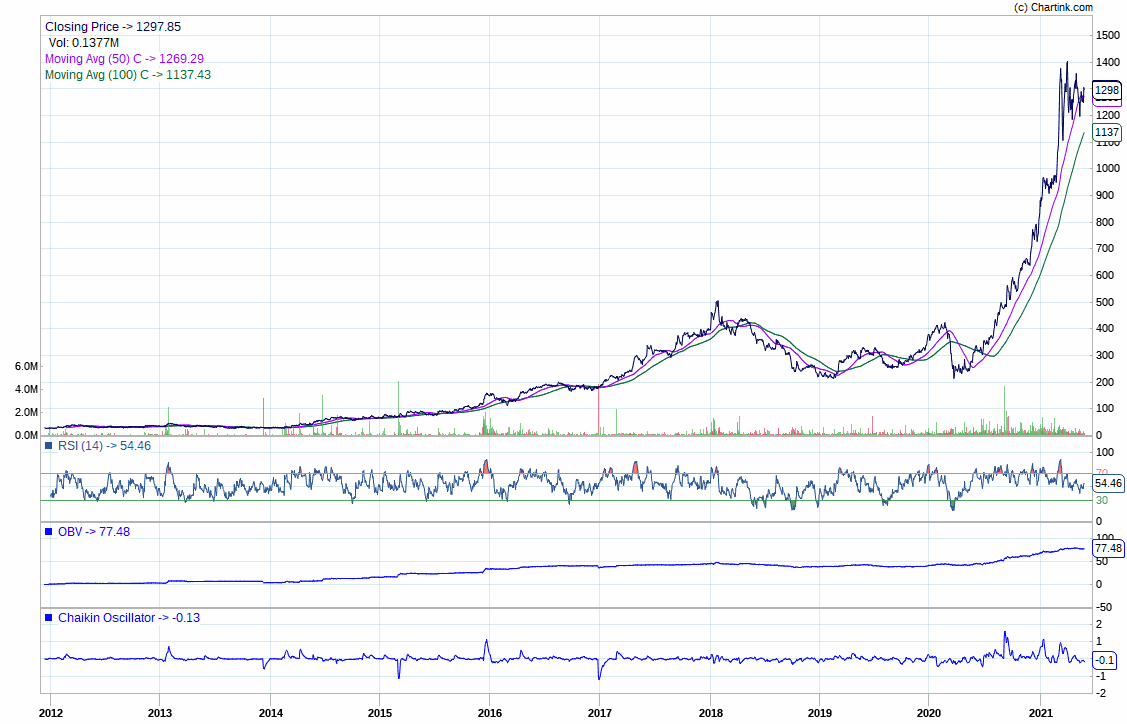 (c) Chartink.com
Closing Price -> 1297.85
Vol: 0.1377M
Moving Avg (50) C -> 1269.29
Moving Avg (100) C -> 1137.43
1500
1400
1298
1200
1137
1100
1000
900
800
700
600
500
400
300
200
100
0
6.0M
4.0M
2.0M
0.0M
RSI (14) -> 54.46
100
70
54.46
30
0
OBV -> 77.48
100
77.48
50
0
-50
Chaikin Oscillator -> -0.13
2
1
-0.1
-1
-2
2012 2013 2014 2015 2016 2017 2018 2019 2020 2021